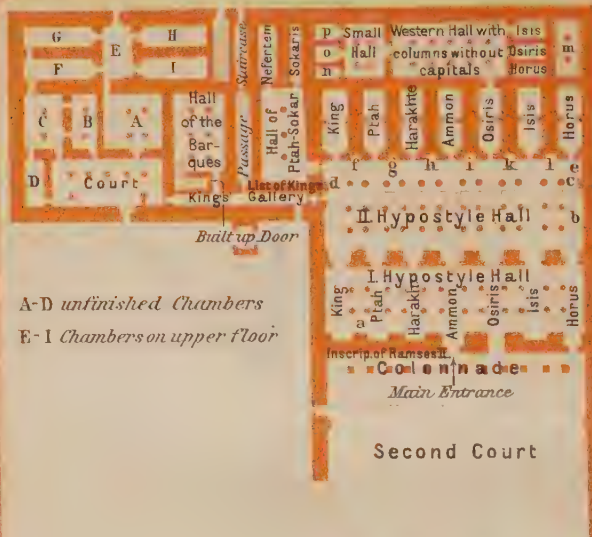 G
H
E
F
I
C
B
A
D
Court
Hall
of the
Bar-
ques
Staircase
Passage
Nefertem
Sokaris
Hall of
Ptah-Sokar
List of Kings
King's Gallery
Built up Door
p
o
n
Small
Hall
Western Hall with
columns without
capitals
Isis
Osiris
Horus
m
King
Ptah
Harakhte
Ammon
Osiris
Isis
Horus
f g h i k l e
d
c
II. Hypostyle Hall
b
I. Hypostyle Hall
King
a
Ptah
Harakhte
Ammon
Osiris
Isis
Horus
Inscrip. of Ramses II.
Colonnade
Main Entrance
Second Court
A-D unfinished Chambers
E-I Chambers on upper floor